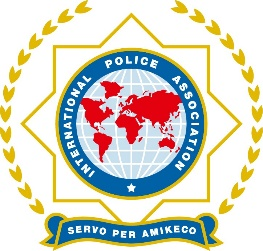 INTERNATIONAL POLICE ASSOCIATION
SERVO PER AMIKECO